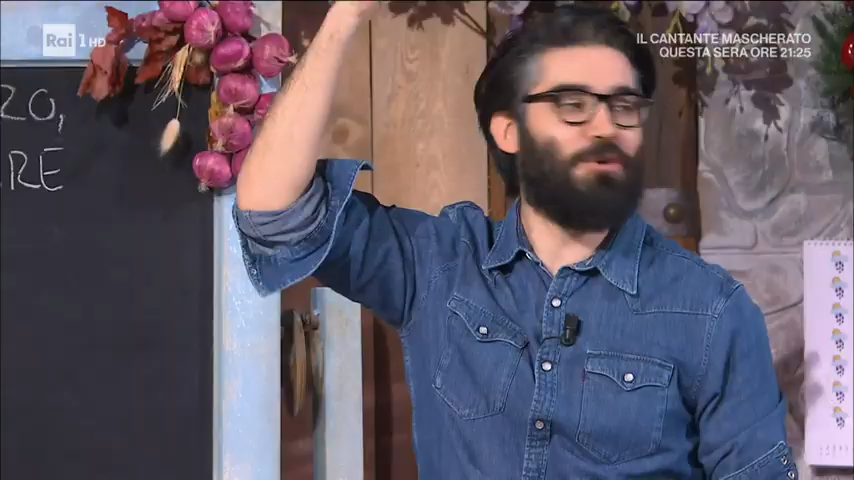 Rai 1 HD
IL CANTANTE MASCHERATO
QUESTA SERA ORE 21:25
ZO,
RE